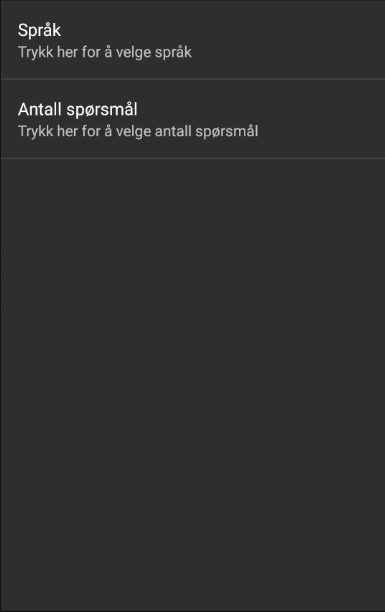 Språk
Trykk her for å velge språk
Antall spørsmål
Trykk her for å velge antall spørsmål